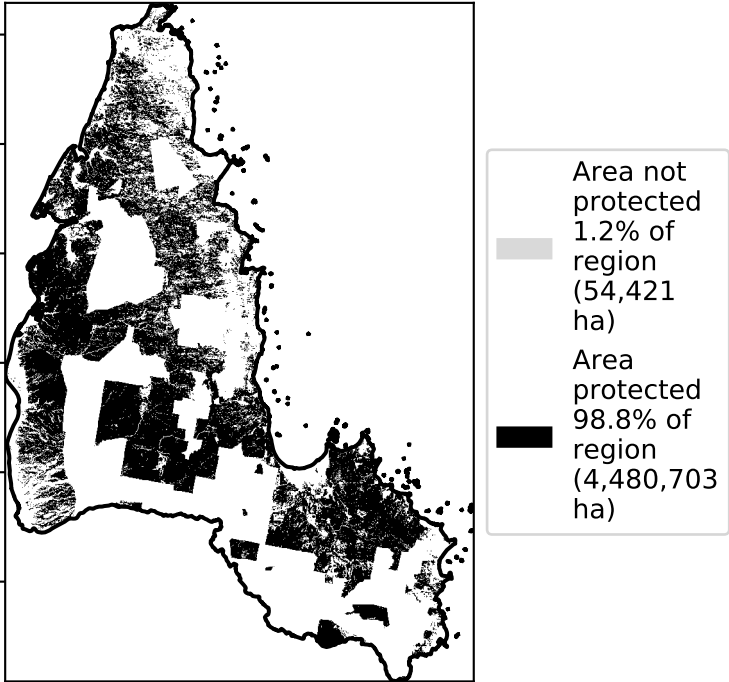 Area not
protected
1.2% of
region
(54,421
ha)
Area
protected
98.8% of
region
(4,480,703
ha)